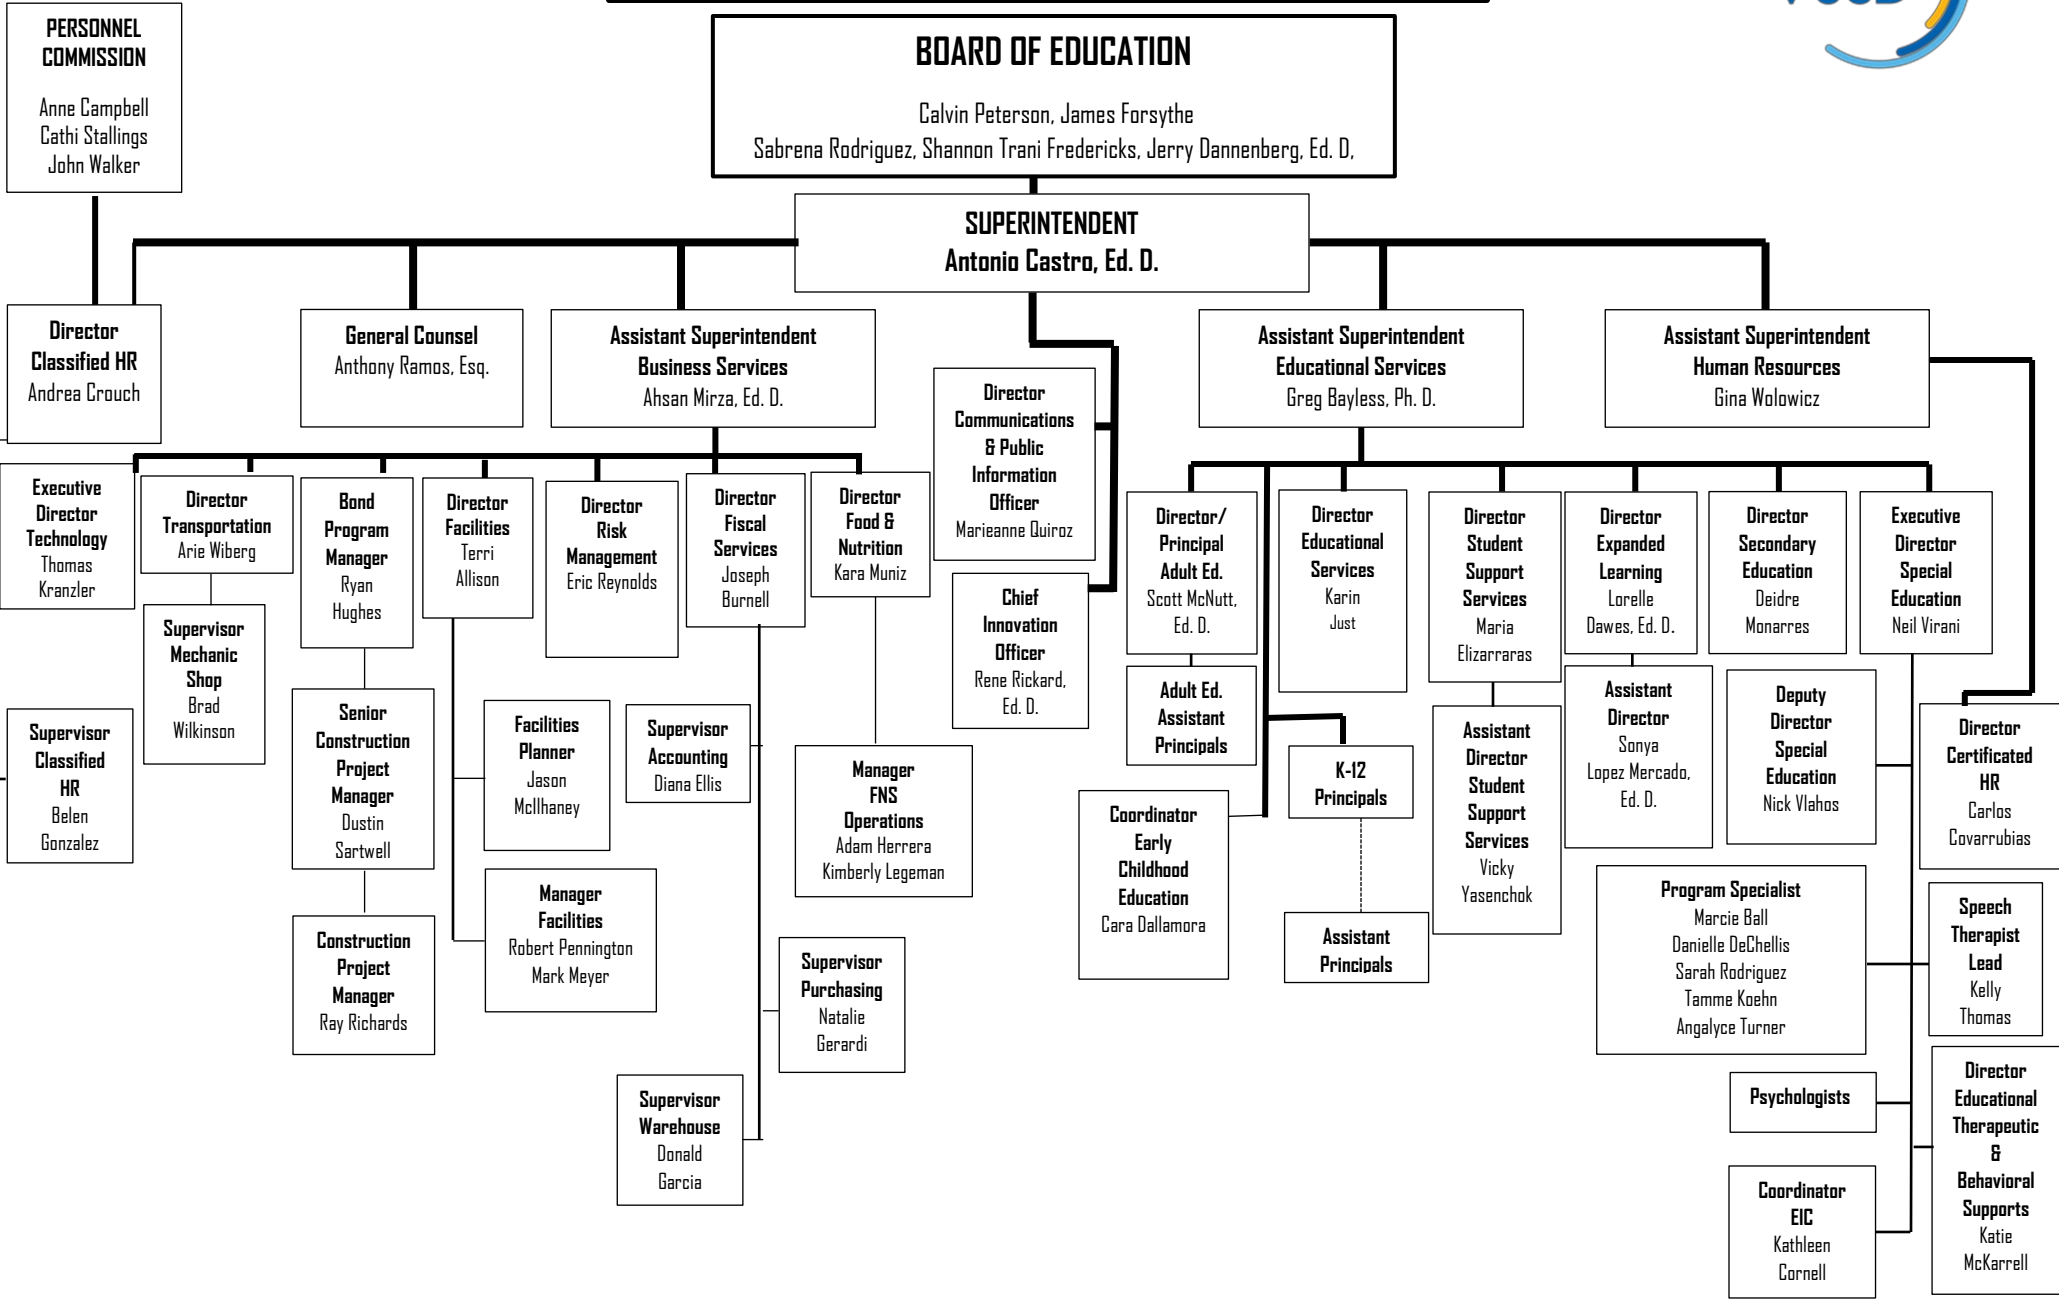 PERSONNEL
COMMISSION
Anne Campbell
Cathi Stallings
John Walker
BOARD OF EDUCATION
Calvin Peterson, James Forsythe
Sabrena Rodriguez, Shannon Trani Fredericks, Jerry Dannenberg, Ed. D,
SUPERINTENDENT
Antonio Castro, Ed. D.
Director
Classified HR
Andrea Crouch
General Counsel
Anthony Ramos, Esq.
Assistant Superintendent
Business Services
Ahsan Mirza, Ed. D.
Director
Communications
& Public
Information
Officer
Marieanne Quiroz
Chief
Innovation
Officer
Rene Rickard,
Ed. D.
Assistant Superintendent
Educational Services
Greg Bayless, Ph. D.
Assistant Superintendent
Human Resources
Gina Wolowicz
Executive
Director
Technology
Thomas
Kranzler
Director
Transportation
Arie Wiberg
Bond
Program
Manager
Ryan
Hughes
Director
Facilities
Terri
Allison
Director
Risk
Management
Eric Reynolds
Director
Fiscal
Services
Joseph
Burnell
Director
Food &
Nutrition
Kara Muniz
Director/
Principal
Adult Ed.
Scott McNutt,
Ed. D.
Director
Educational
Services
Karin
Just
Director
Student
Support
Services
Maria
Elizarraras
Director
Expanded
Learning
Lorelle
Dawes, Ed. D.
Director
Secondary
Education
Deidre
Monarres
Executive
Director
Special
Education
Neil Virani
Supervisor
Classified
HR
Belen
Gonzalez
Supervisor
Mechanic
Shop
Brad
Wilkinson
Senior
Construction
Project
Manager
Dustin
Sartwell
Construction
Project
Manager
Ray Richards
Facilities
Planner
Jason
McIlhaney
Manager
Facilities
Robert Pennington
Mark Meyer
Supervisor
Accounting
Diana Ellis
Manager
FNS
Operations
Adam Herrera
Kimberly Legeman
Supervisor
Purchasing
Natalie
Gerardi
Supervisor
Warehouse
Donald
Garcia
Adult Ed.
Assistant
Principals
Coordinator
Early
Childhood
Education
Cara Dallamora
K-12
Principals
Assistant
Principals
Assistant
Director
Student
Support
Services
Vicky
Yasenchok
Assistant
Director
Sonya
Lopez Mercado,
Ed. D.
Deputy
Director
Special
Education
Nick Vlahos
Director
Certificated
HR
Carlos
Covarrubias
Program Specialist
Marcie Ball
Danielle DeChellis
Sarah Rodriguez
Tamme Koehn
Angalyce Turner
Speech
Therapist
Lead
Kelly
Thomas
Psychologists
Director
Educational
Therapeutic
&
Behavioral
Supports
Katie
McKarrell
Coordinator
EIC
Kathleen
Cornell